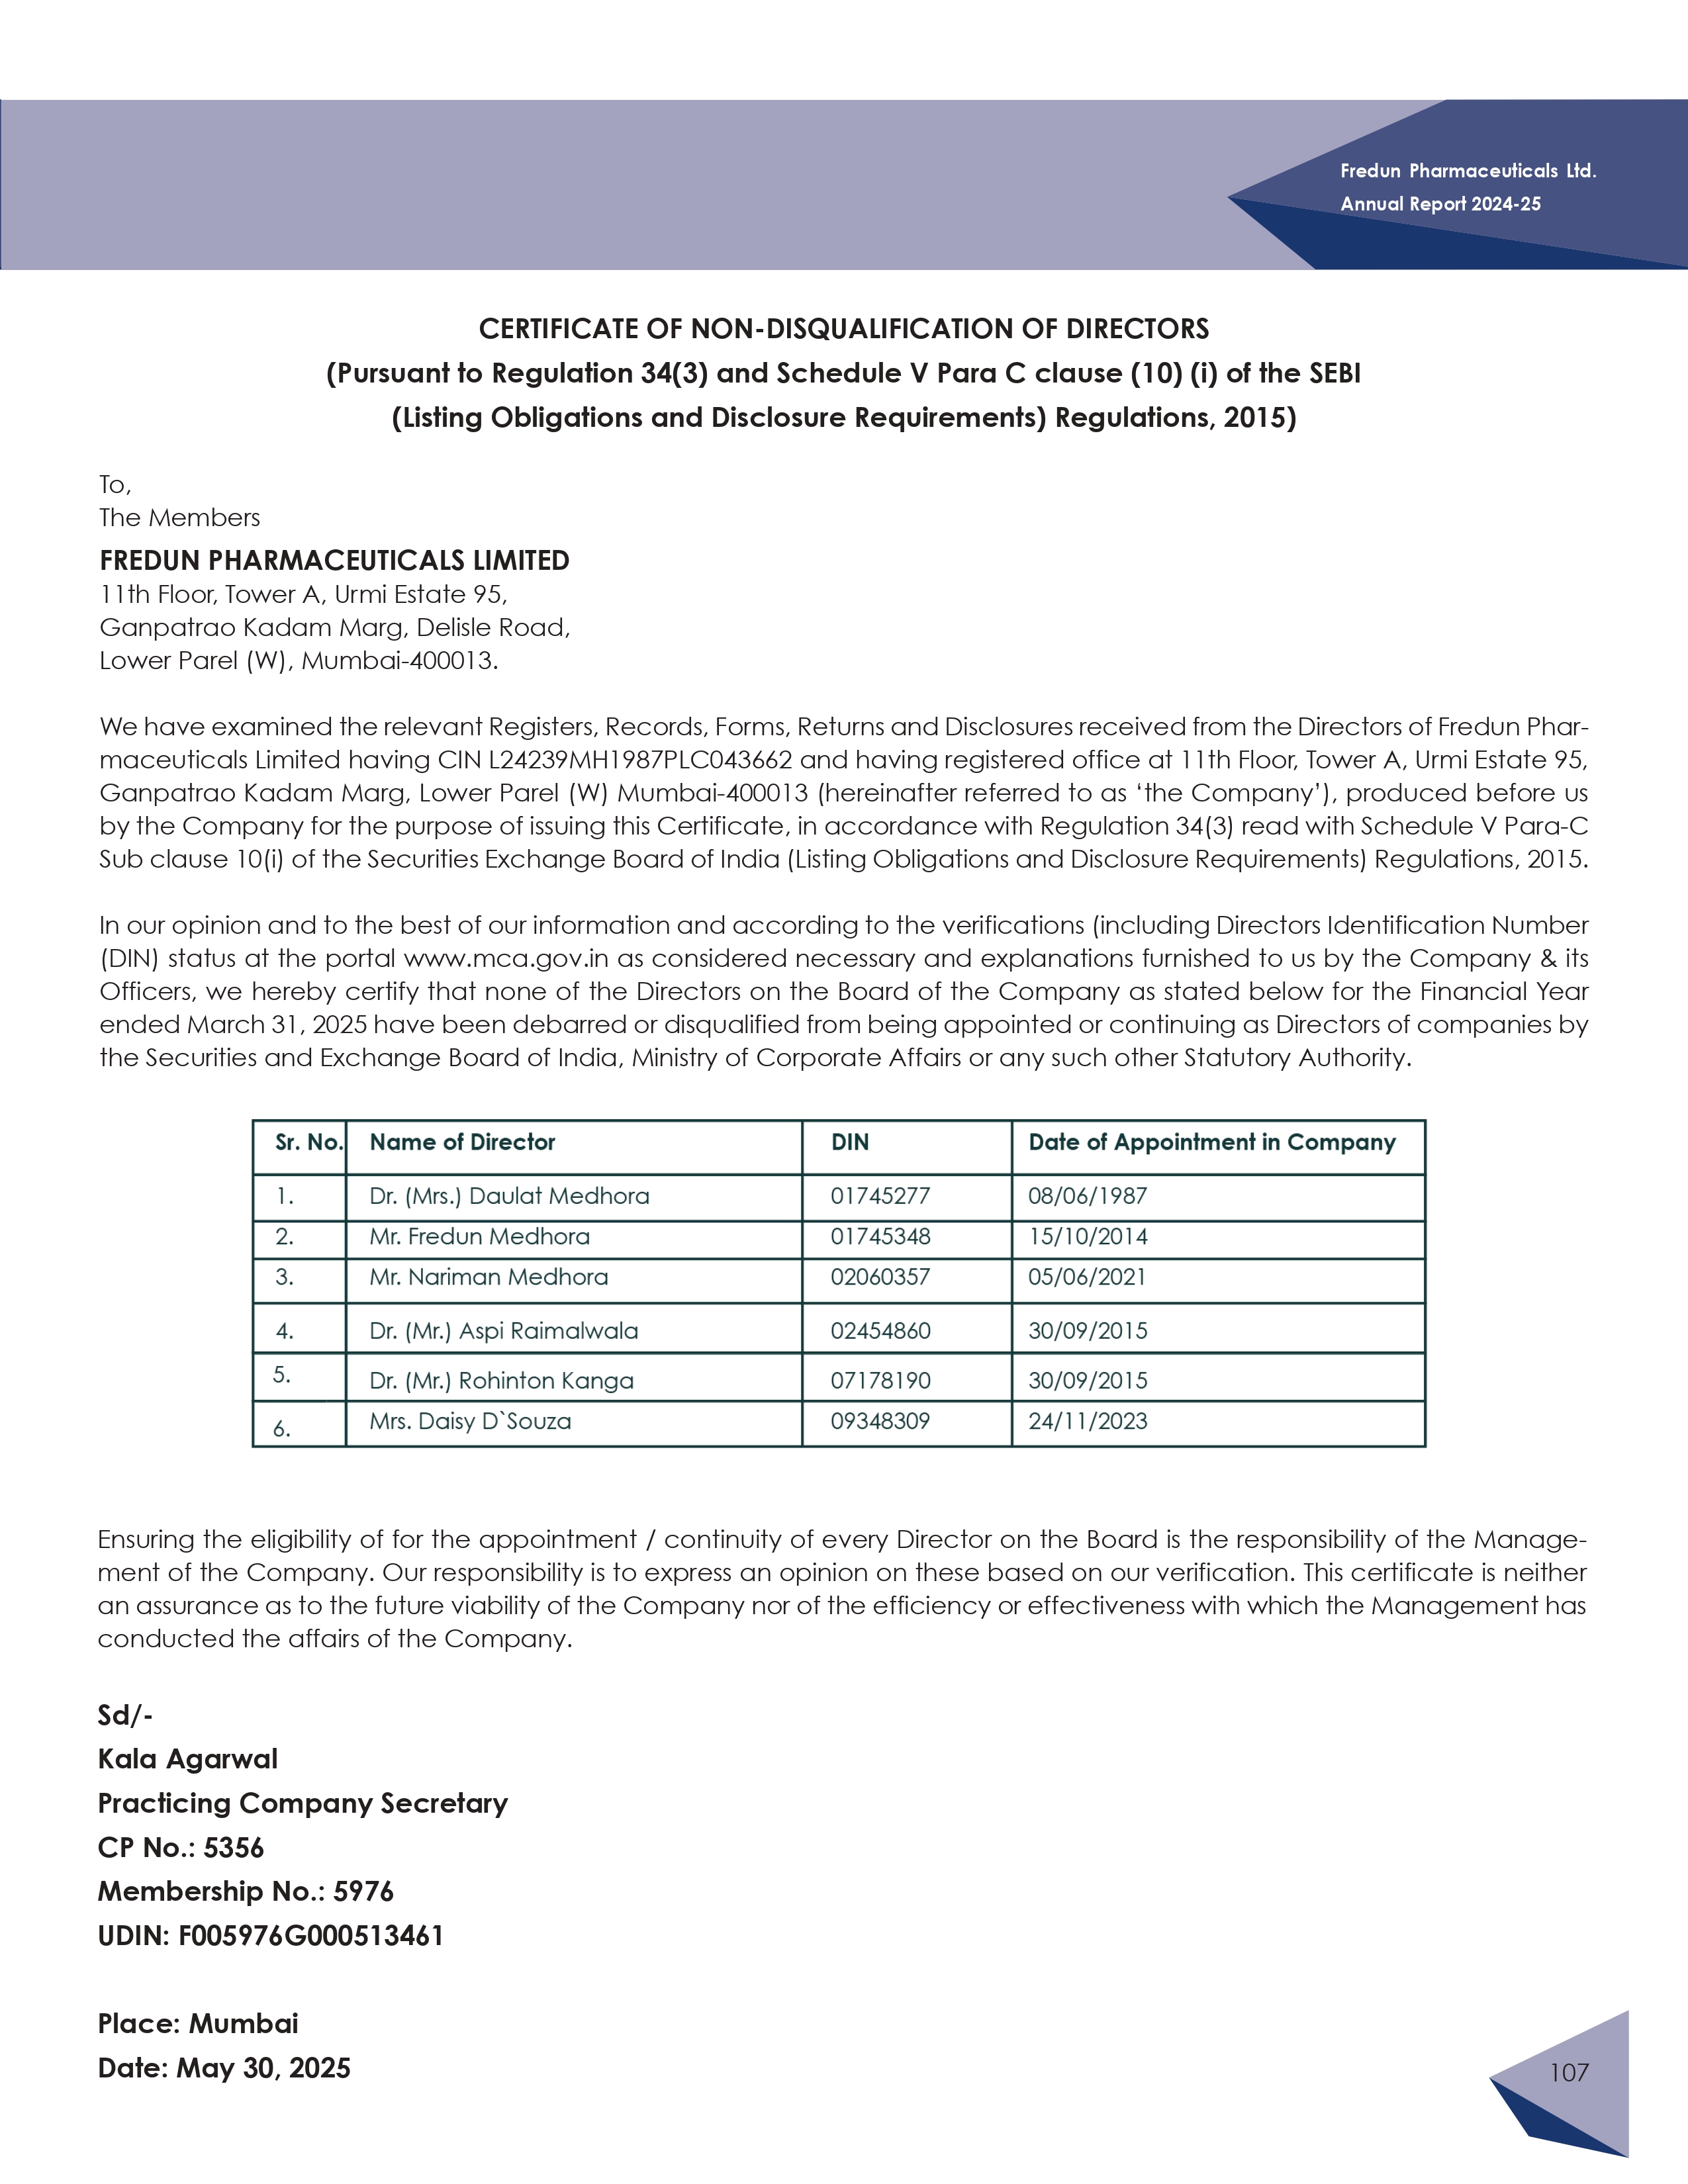 Fredun Pharmaceuticals Ltd.
Annual Report 2024-25
CERTIFICATE OF NON-DISQUALIFICATION OF DIRECTORS
(Pursuant to Regulation 34(3) and Schedule V Para C clause (10) (i) of the SEBI
(Listing Obligations and Disclosure Requirements) Regulations, 2015)
To,
The Members
FREDUN PHARMACEUTICALS LIMITED
11th Floor, Tower A, Urmi Estate 95,
Ganpatrao Kadam Marg, Delisle Road,
Lower Parel (W), Mumbai-400013.
We have examined the relevant Registers, Records, Forms, Returns and Disclosures received from the Directors of Fredun Phar-
maceuticals Limited having CIN L24239MH1987PLC043662 and having registered office at 11th Floor, Tower A, Urmi Estate 95,
Ganpatrao Kadam Marg, Lower Parel (W) Mumbai-400013 (hereinafter referred to as ‘the Company’), produced before us
by the Company for the purpose of issuing this Certificate, in accordance with Regulation 34(3) read with Schedule V Para-C
Sub clause 10(i) of the Securities Exchange Board of India (Listing Obligations and Disclosure Requirements) Regulations, 2015.
In our opinion and to the best of our information and according to the verifications (including Directors Identification Number
(DIN) status at the portal www.mca.gov.in as considered necessary and explanations furnished to us by the Company & its
Officers, we hereby certify that none of the Directors on the Board of the Company as stated below for the Financial Year
ended March 31, 2025 have been debarred or disqualified from being appointed or continuing as Directors of companies by
the Securities and Exchange Board of India, Ministry of Corporate Affairs or any such other Statutory Authority.
Sr. No. Name of Director DIN Date of Appointment in Company
1. Dr. (Mrs.) Daulat Medhora 01745277 08/06/1987
2. Mr. Fredun Medhora 01745348 15/10/2014
3. Mr. Nariman Medhora 02060357 05/06/2021
4. Dr. (Mr.) Aspi Raimalwala 02454860 30/09/2015
5. Dr. (Mr.) Rohinton Kanga 07178190 30/09/2015
6. Mrs. Daisy D`Souza 09348309 24/11/2023
Ensuring the eligibility of for the appointment / continuity of every Director on the Board is the responsibility of the Manage-
ment of the Company. Our responsibility is to express an opinion on these based on our verification. This certificate is neither
an assurance as to the future viability of the Company nor of the efficiency or effectiveness with which the Management has
conducted the affairs of the Company.
Sd/-
Kala Agarwal
Practicing Company Secretary
CP No.: 5356
Membership No.: 5976
UDIN: F005976G000513461
Place: Mumbai
Date: May 30, 2025
107